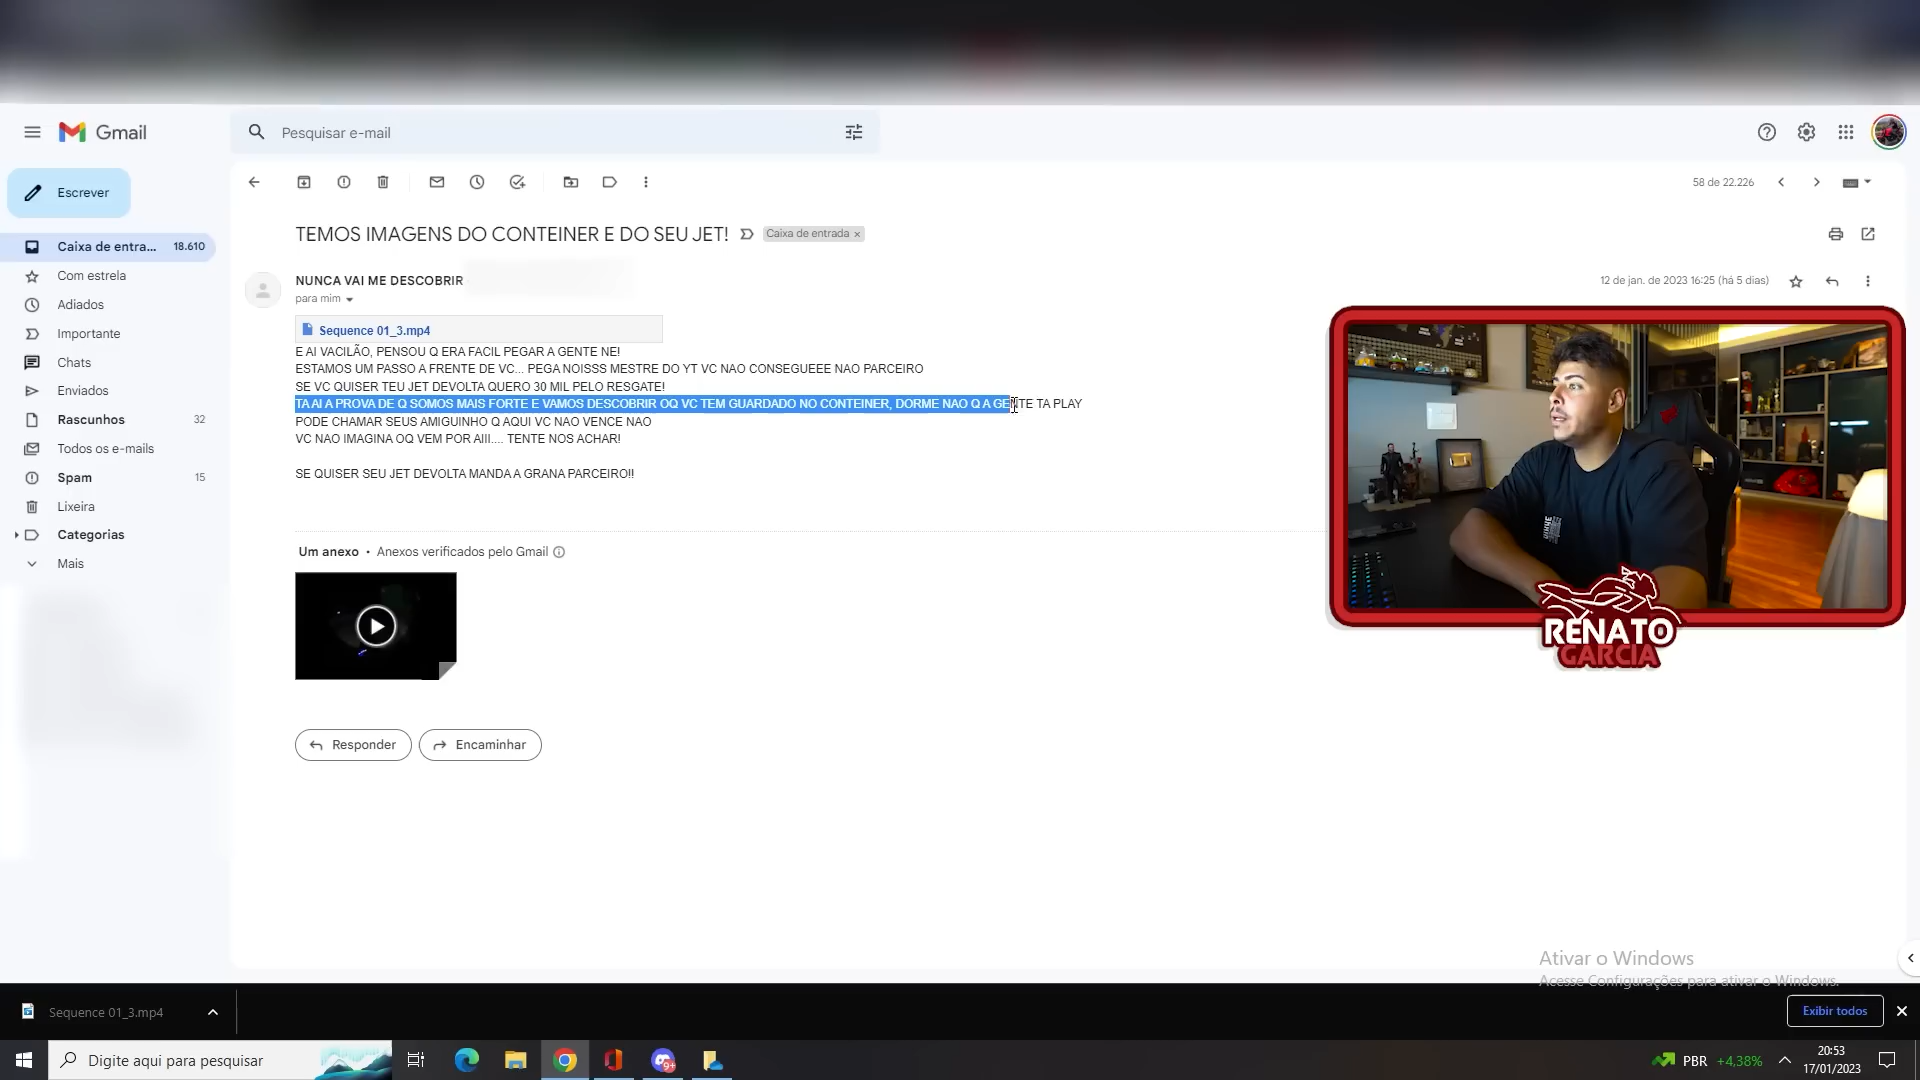 Gmail
Pesquisar e-mail
Escrever
58 de 22.226
Caixa de entra... 18.610
Com estrela
Adiados
Importante
Chats
Enviados
Rascunhos 32
Todos os e-mails
Spam 15
Lixeira
Categorias
Mais
TEMOS IMAGENS DO CONTEINER E DO SEU JET!
Caixa de entrada x
NUNCA VAI ME DESCOBRIR
12 de jan. de 2023 16:25 (há 5 dias)
para mim
Sequence 01_3.mp4
E AI VACILÃO, PENSOU Q ERA FACIL PEGAR A GENTE NE!
ESTAMOS UM PASSO A FRENTE DE VC... PEGA NOISSS MESTRE DO YT VC NAO CONSEGUEEE NAO PARCEIRO
SE VC QUISER TEU JET DEVOLTA QUERO 30 MIL PELO RESGATE!
TA AI A PROVA DE Q SOMOS MAIS FORTE E VAMOS DESCOBRIR OQ VC TEM GUARDADO NO CONTEINER, DORME NAO Q A GENTE TA PLAY
PODE CHAMAR SEUS AMIGUINHO Q AQUI VC NAO VENCE NAO
VC NAO IMAGINA OQ VEM POR AIII.... TENTE NOS ACHAR!
SE QUISER SEU JET DEVOLTA MANDA A GRANA PARCEIRO!!
Um anexo • Anexos verificados pelo Gmail
Responder
Encaminhar
RENATO
GARCIA
Ativar o Windows
Acesse Configurações para ativar o Windows.
Sequence 01_3.mp4
Exibir todos
Digite aqui para pesquisar
9+
PBR +4,38%
20:53
17/01/2023